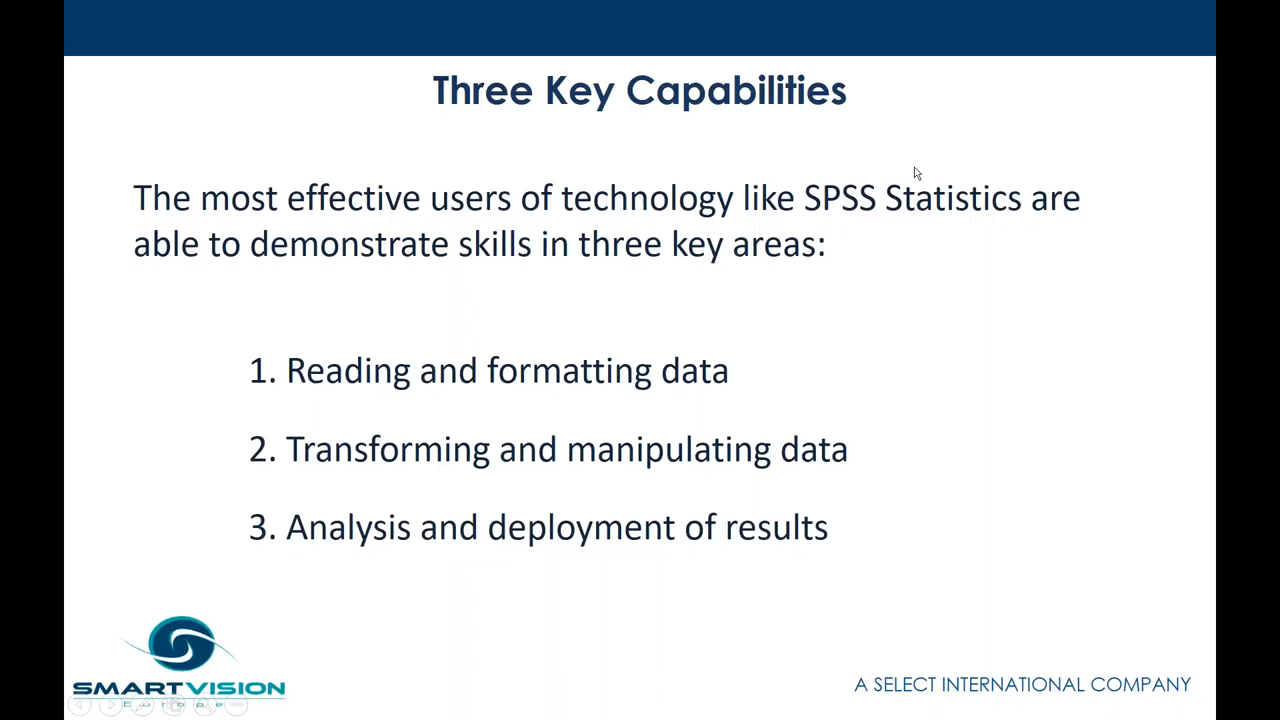 Three Key Capabilities
The most effective users of technology like SPSS Statistics are
able to demonstrate skills in three key areas:
1. Reading and formatting data
2. Transforming and manipulating data
3. Analysis and deployment of results
SMARTVISION
Europe
A SELECT INTERNATIONAL COMPANY